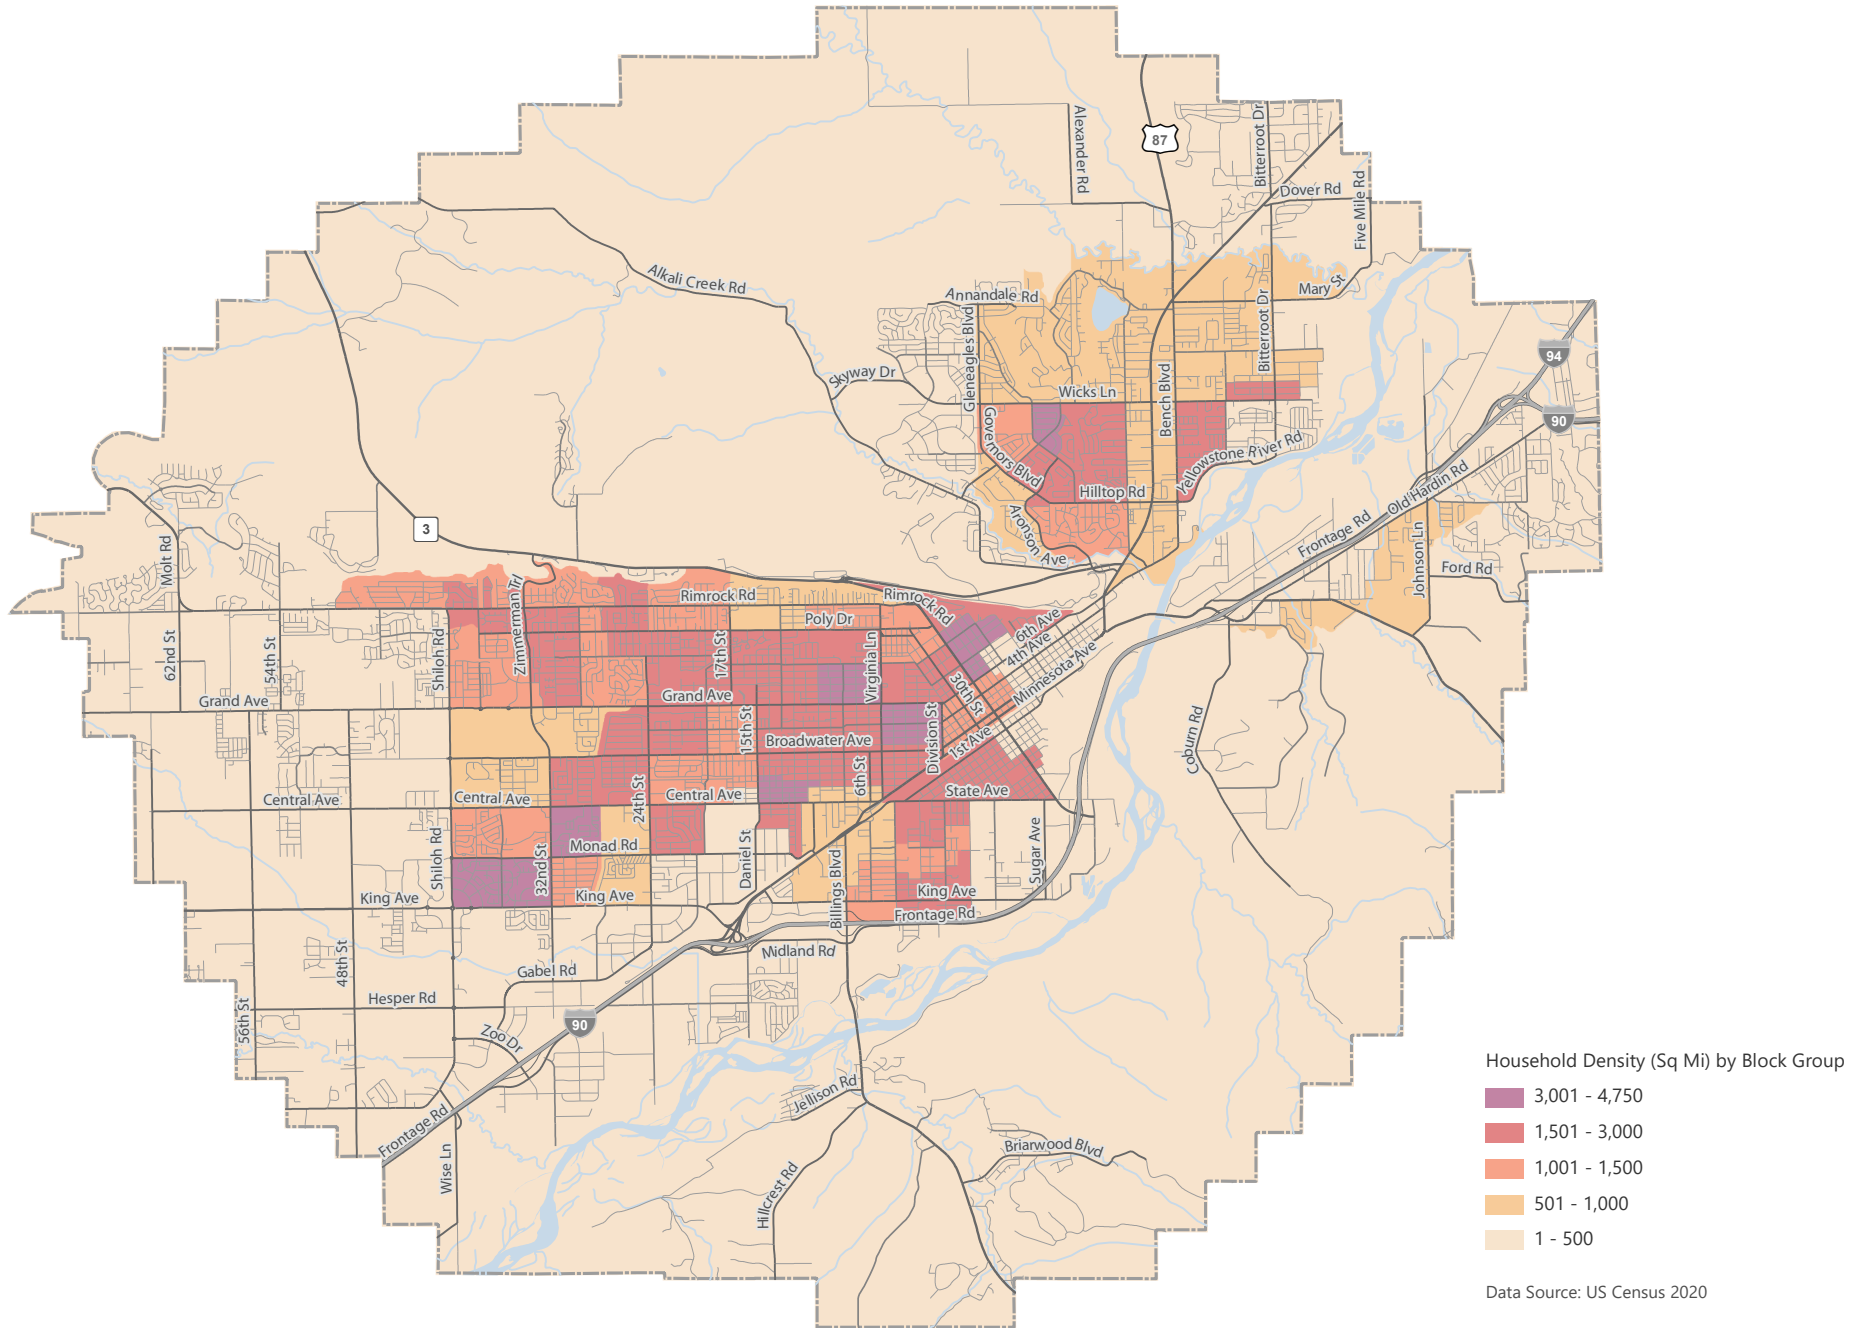 Alexander Rd
87
Bitterroot Dr
Dover Rd
Five Mile Rd
Alkali Creek Rd
Annandale Rd
Mary St
Gleneagles Blvd
Bitterroot Dr
94
Skyway Dr
Wicks Ln
Bench Blvd
90
Governors Blvd
Yellowstone River Rd
Old Hardin Rd
Hilltop Rd
3
Aronson Ave
Frontage Rd
Johnson Ln
Ford Rd
Molt Rd
Zimmerman Trl
Rimrock Rd
Rimrock Rd
Poly Dr
6th Ave
4th Ave
62nd St
54th St
Shiloh Rd
17th St
Virginia Ln
Minnesota Ave
Grand Ave
Grand Ave
30th St
15th St
Broadwater Ave
Division St
1st Ave
Coburn Rd
6th St
Central Ave
Central Ave
24th St
Central Ave
State Ave
Shiloh Rd
32nd St
Monad Rd
Daniel St
Billings Blvd
Sugar Ave
King Ave
King Ave
King Ave
Frontage Rd
48th St
Gabel Rd
Midland Rd
56th St
Hesper Rd
90
Zoo Dr
Jellison Rd
Frontage Rd
Wise Ln
Hillcrest Rd
Briarwood Blvd
Household Density (Sq Mi) by Block Group
3,001 - 4,750
1,501 - 3,000
1,001 - 1,500
501 - 1,000
1 - 500
Data Source: US Census 2020